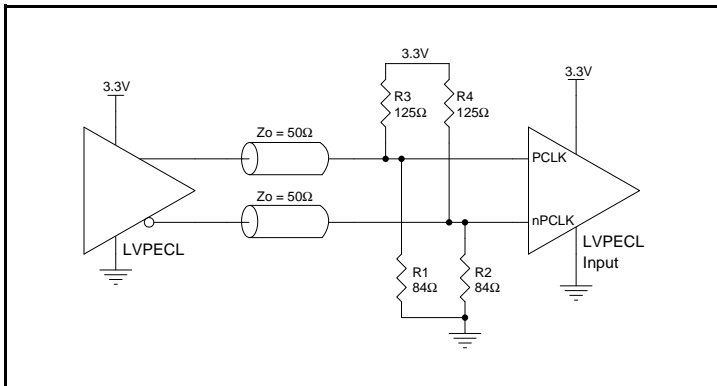 3.3V
3.3V
3.3V
R3
125Ω
R4
125Ω
Zo = 50Ω
PCLK
Zo = 50Ω
nPCLK
LVPECL
LVPECL
Input
R1
84Ω
R2
84Ω